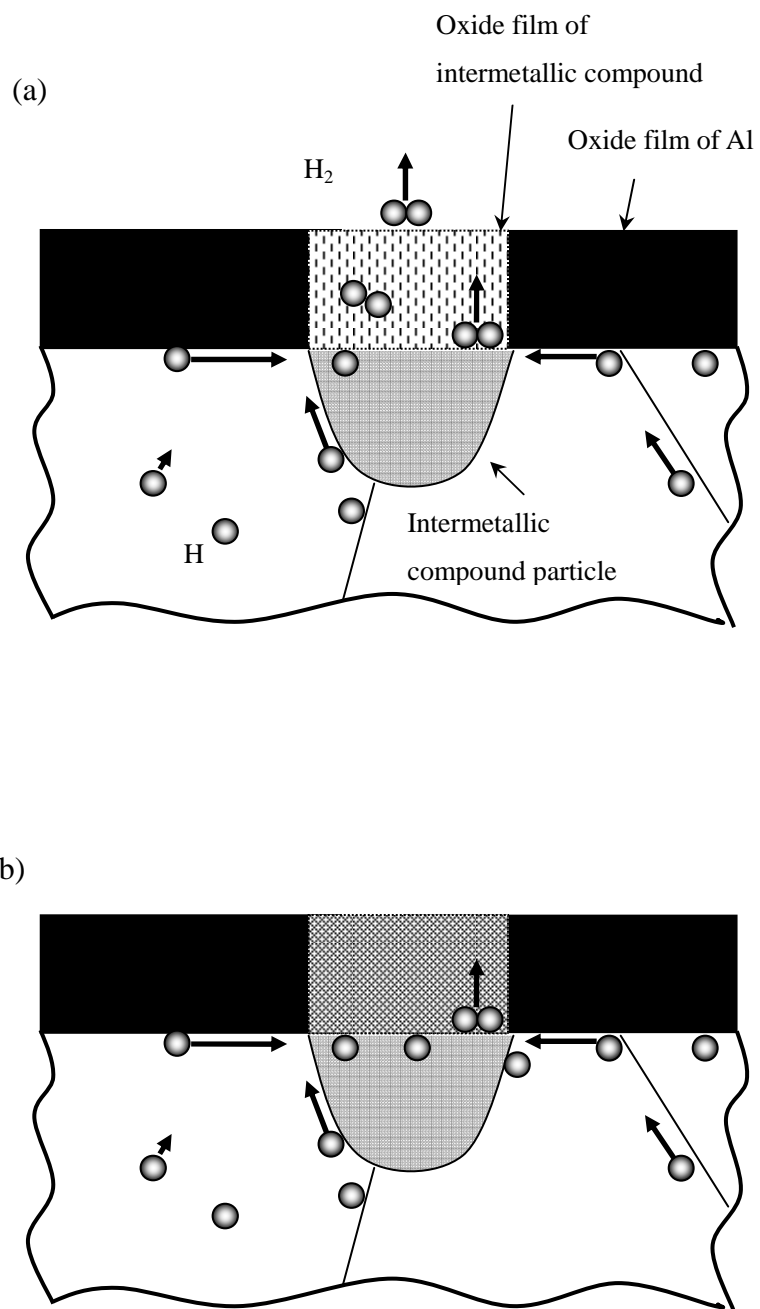 Oxide film of
intermetallic compound
(a)
Oxide film of Al
H₂
Intermetallic
compound particle
H
b)